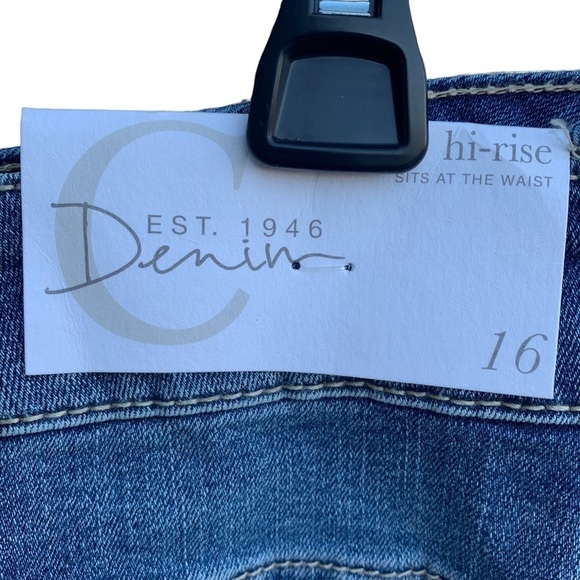 hi-rise
SITS AT THE WAIST
C
EST. 1946
Denim
16